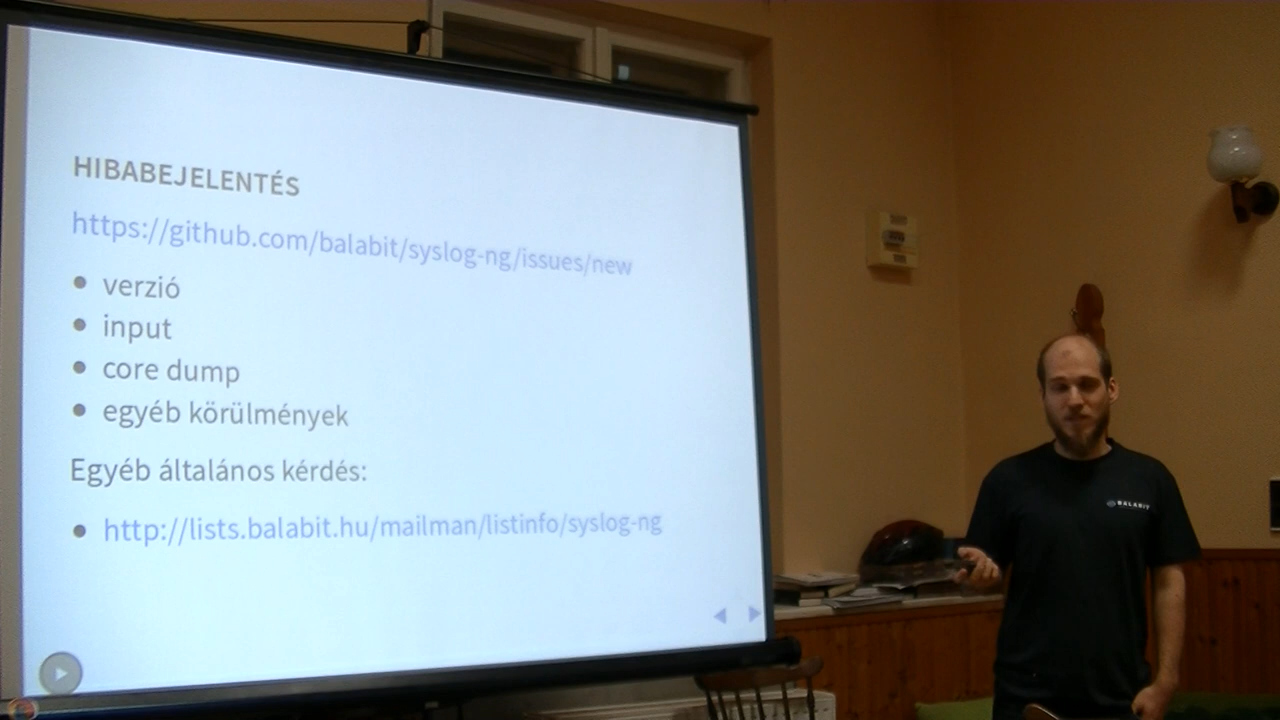 HIBABEJELENTÉS
https://github.com/balabit/syslog-ng/issues/new
verzió
input
core dump
egyéb körülmények
Egyéb általános kérdés:
http://lists.balabit.hu/mailman/listinfo/syslog-ng
BALABIT